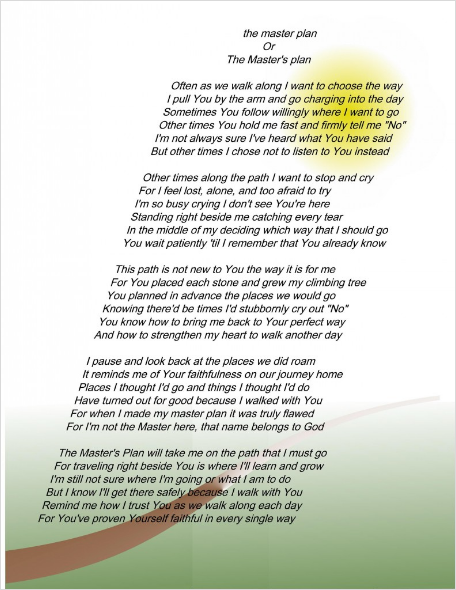 the master plan
Or
The Master's plan
Often as we walk along I want to choose the way
I pull You by the arm and go charging into the day
Sometimes You follow willingly where I want to go
Other times You hold me fast and firmly tell me "No"
I'm not always sure I've heard what You have said
But other times I chose not to listen to You instead
Other times along the path I want to stop and cry
For I feel lost, alone, and too afraid to try
I'm so busy crying I don't see You're here
Standing right beside me catching every tear
In the middle of my deciding which way that I should go
You wait patiently 'til I remember that You already know
This path is not new to You the way it is for me
For You placed each stone and grew my climbing tree
You planned in advance the places we would go
Knowing there'd be times I'd stubbornly cry out "No"
You know how to bring me back to Your perfect way
And how to strengthen my heart to walk another day
I pause and look back at the places we did roam
It reminds me of Your faithfulness on our journey home
Places I thought I'd go and things I thought I'd do
Have turned out for good because I walked with You
For when I made my master plan it was truly flawed
For I'm not the Master here, that name belongs to God
The Master's Plan will take me on the path that I must go
For traveling right beside You is where I'll learn and grow
I'm still not sure where I'm going or what I am to do
But I know I'll get there safely because I walk with You
Remind me how I trust You as we walk along each day
For You've proven Yourself faithful in every single way